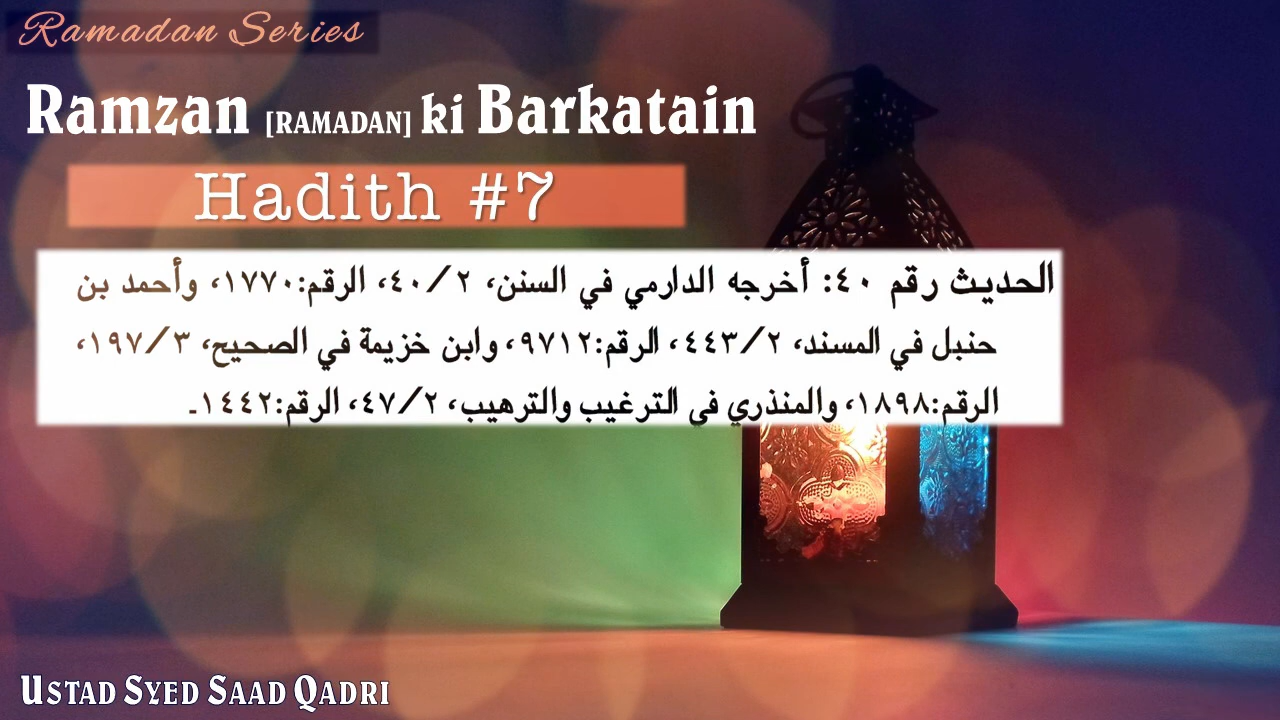 Ramadan Series
Ramzan [RAMADAN] ki Barkatain
Hadith #7
الحديث رقم ٤٠: أخرجه الدارمي في السنن، ٢/٤٠، الرقم:١٧٧٠، وأحمد بن
حنبل في المسند، ٢/٤٤٣، الرقم:٩٧١٢، وابن خزيمة في الصحيح، ٣/١٩٧،
الرقم:١٨٩٨، والمنذري في الترغيب والترهيب، ٢/٤٧، الرقم:١٤٤٢۔
USTAD SYED SAAD QADRI